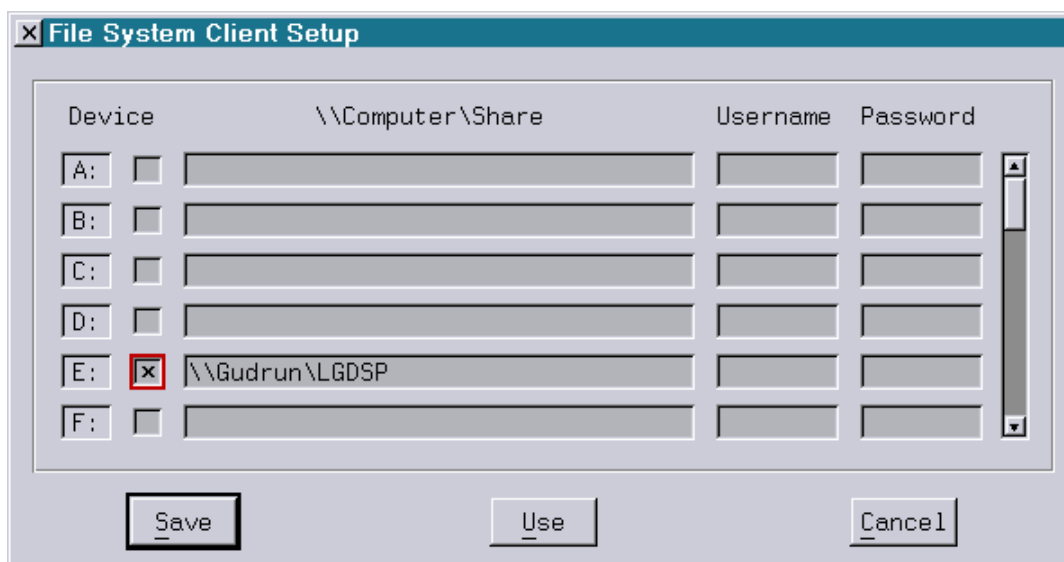 File System Client Setup
Device \\Computer\Share Username Password
A:
B:
C:
D:
E: \\Gudrun\LGDSP
F:
Save Use Cancel